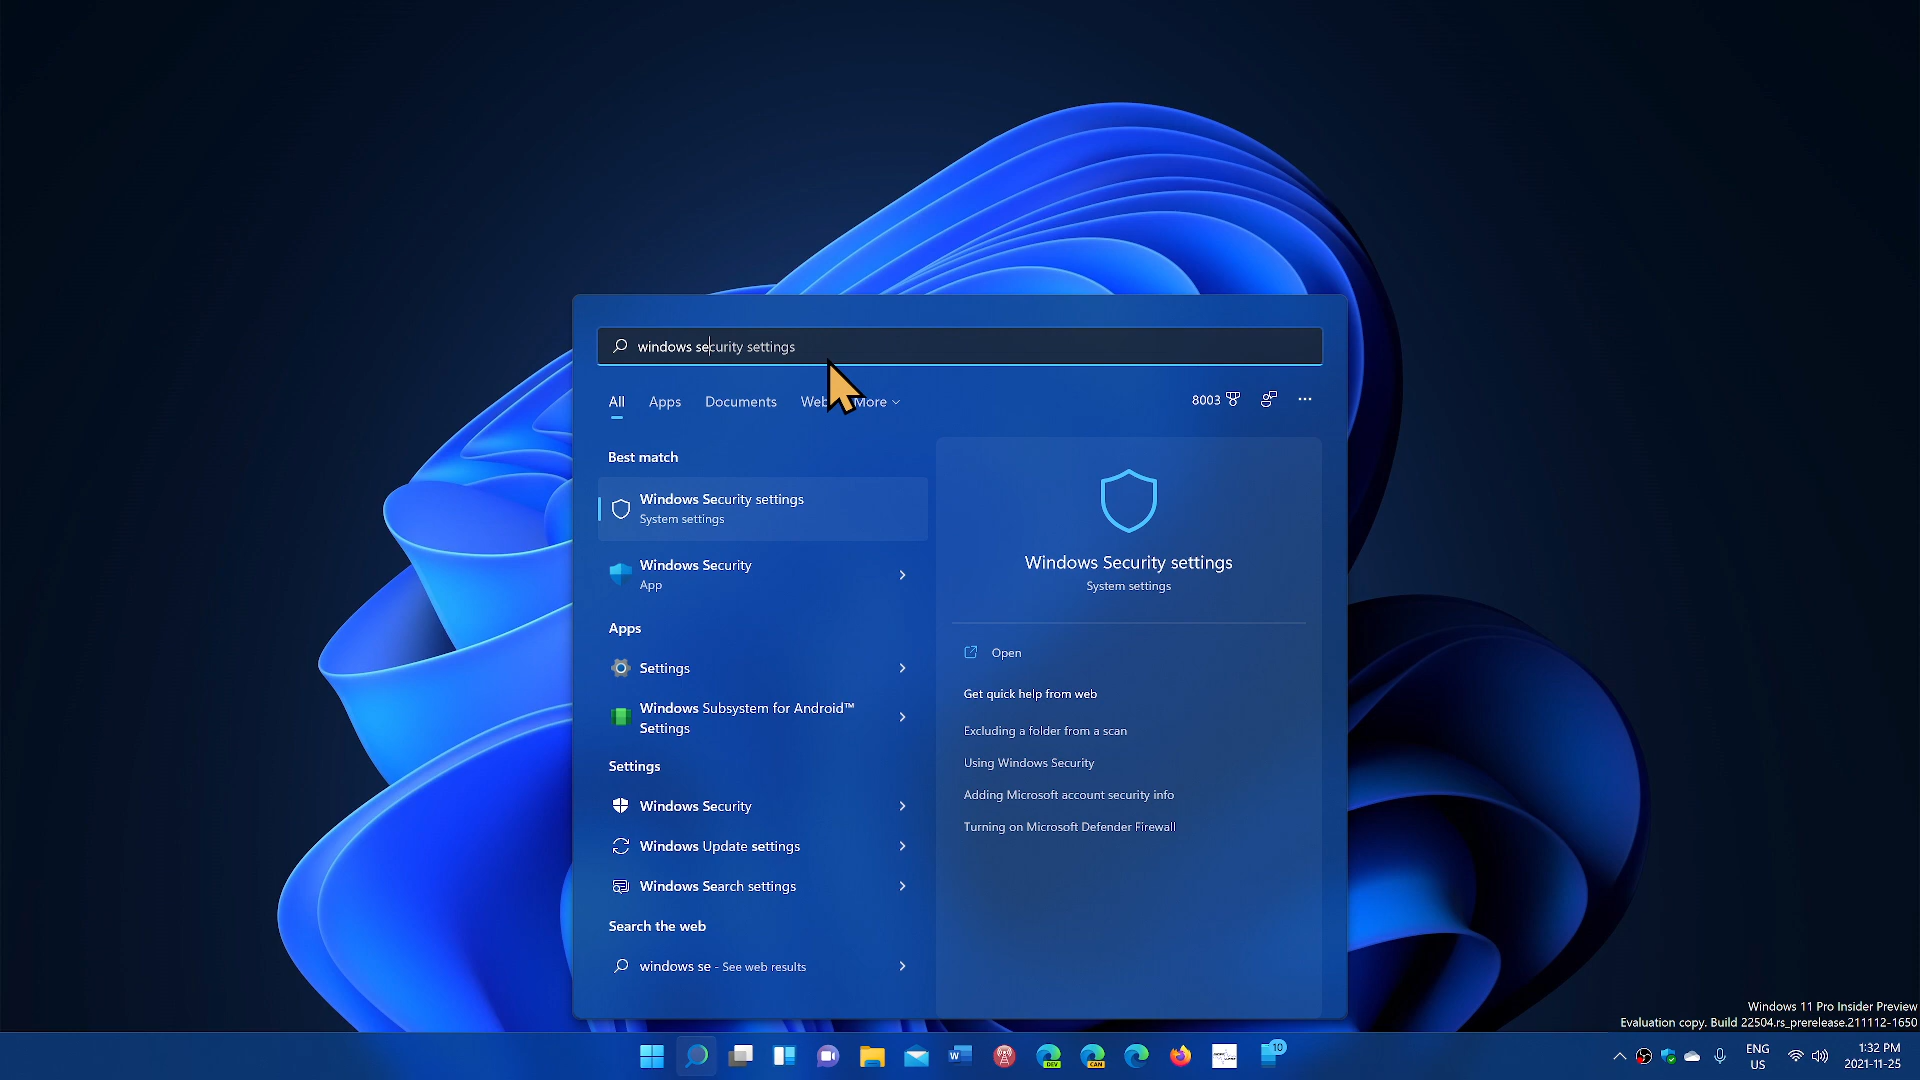 windows security settings
All Apps Documents Web More
8003
Best match
Windows Security settings
System settings
Windows Security
App
Apps
Settings
Windows Subsystem for Android™
Settings
Settings
Windows Security
Windows Update settings
Windows Search settings
Search the web
windows se - See web results
Windows Security settings
System settings
Open
Get quick help from web
Excluding a folder from a scan
Using Windows Security
Adding Microsoft account security info
Turning on Microsoft Defender Firewall
Windows 11 Pro Insider Preview
Evaluation copy. Build 22504.rs_prerelease.211112-1650
W
DEV
CAN
10
ENG
US
1:32 PM
2021-11-25